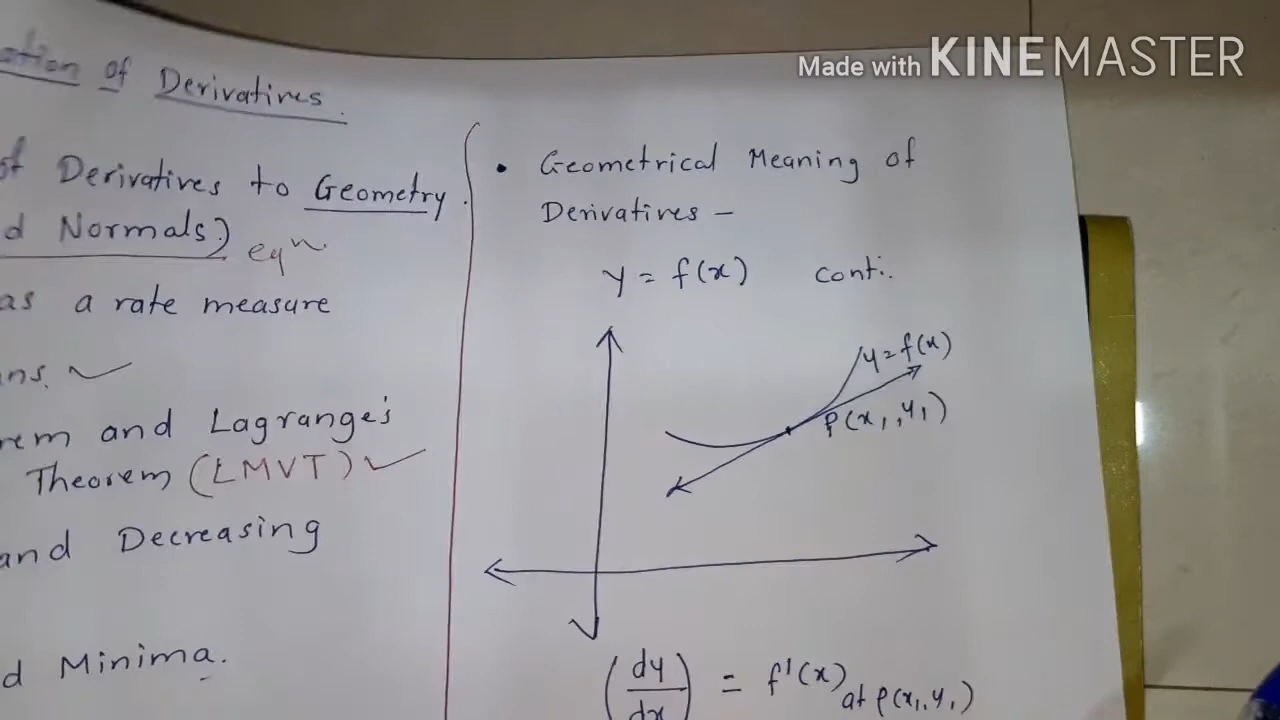 Made with KINEMASTER
ation of Derivatives.
of Derivatives to Geometry.
d Normals) eqⁿ.
as a rate measure
ns.
rem and Lagrange's
Theorem (LMVT)
and Decreasing
d Minima.
• Geometrical Meaning of
Derivatives –
y = f(x) conti.
y=f(x)
P(x₁,y₁)
(dy/dx) = f'(x) at P(x₁,y₁)